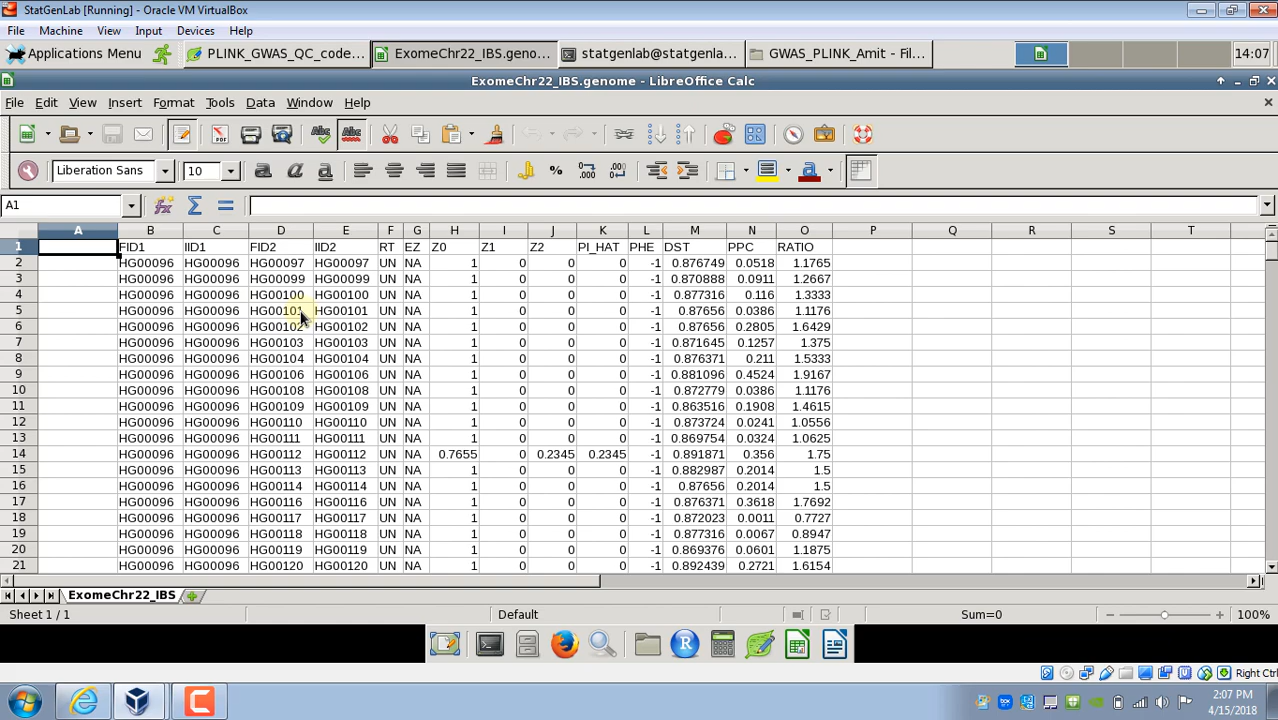 StatGenLab [Running] - Oracle VM VirtualBox
File Machine View Input Devices Help
Applications Menu PLINK_GWAS_QC_code... ExomeChr22_IBS.geno... statgenlab@statgenla... GWAS_PLINK_Amit - Fil... 14:07
ExomeChr22_IBS.genome - LibreOffice Calc
File Edit View Insert Format Tools Data Window Help
Liberation Sans 10
A1
A B C D E F G H I J K L M N O P Q R S T
1 FID1 IID1 FID2 IID2 RT EZ Z0 Z1 Z2 PI_HAT PHE DST PPC RATIO
2 HG00096 HG00096 HG00097 HG00097 UN NA 1 0 0 0 -1 0.876749 0.0518 1.1765
3 HG00096 HG00096 HG00099 HG00099 UN NA 1 0 0 0 -1 0.870888 0.0911 1.2667
4 HG00096 HG00096 HG00100 HG00100 UN NA 1 0 0 0 -1 0.877316 0.116 1.3333
5 HG00096 HG00096 HG00101 HG00101 UN NA 1 0 0 0 -1 0.87656 0.0386 1.1176
6 HG00096 HG00096 HG00102 HG00102 UN NA 1 0 0 0 -1 0.87656 0.2805 1.6429
7 HG00096 HG00096 HG00103 HG00103 UN NA 1 0 0 0 -1 0.871645 0.1257 1.375
8 HG00096 HG00096 HG00104 HG00104 UN NA 1 0 0 0 -1 0.876371 0.211 1.5333
9 HG00096 HG00096 HG00106 HG00106 UN NA 1 0 0 0 -1 0.881096 0.4524 1.9167
10 HG00096 HG00096 HG00108 HG00108 UN NA 1 0 0 0 -1 0.872779 0.0386 1.1176
11 HG00096 HG00096 HG00109 HG00109 UN NA 1 0 0 0 -1 0.863516 0.1908 1.4615
12 HG00096 HG00096 HG00110 HG00110 UN NA 1 0 0 0 -1 0.873724 0.0241 1.0556
13 HG00096 HG00096 HG00111 HG00111 UN NA 1 0 0 0 -1 0.869754 0.0324 1.0625
14 HG00096 HG00096 HG00112 HG00112 UN NA 0.7655 0 0.2345 0.2345 -1 0.891871 0.356 1.75
15 HG00096 HG00096 HG00113 HG00113 UN NA 1 0 0 0 -1 0.882987 0.2014 1.5
16 HG00096 HG00096 HG00114 HG00114 UN NA 1 0 0 0 -1 0.87656 0.2014 1.5
17 HG00096 HG00096 HG00116 HG00116 UN NA 1 0 0 0 -1 0.876371 0.3618 1.7692
18 HG00096 HG00096 HG00117 HG00117 UN NA 1 0 0 0 -1 0.872023 0.0011 0.7727
19 HG00096 HG00096 HG00118 HG00118 UN NA 1 0 0 0 -1 0.877316 0.0067 0.8947
20 HG00096 HG00096 HG00119 HG00119 UN NA 1 0 0 0 -1 0.869376 0.0601 1.1875
21 HG00096 HG00096 HG00120 HG00120 UN NA 1 0 0 0 -1 0.892439 0.2721 1.6154
ExomeChr22_IBS
Sheet 1 / 1 Default Sum=0 100%
Right Ctrl
2:07 PM
4/15/2018